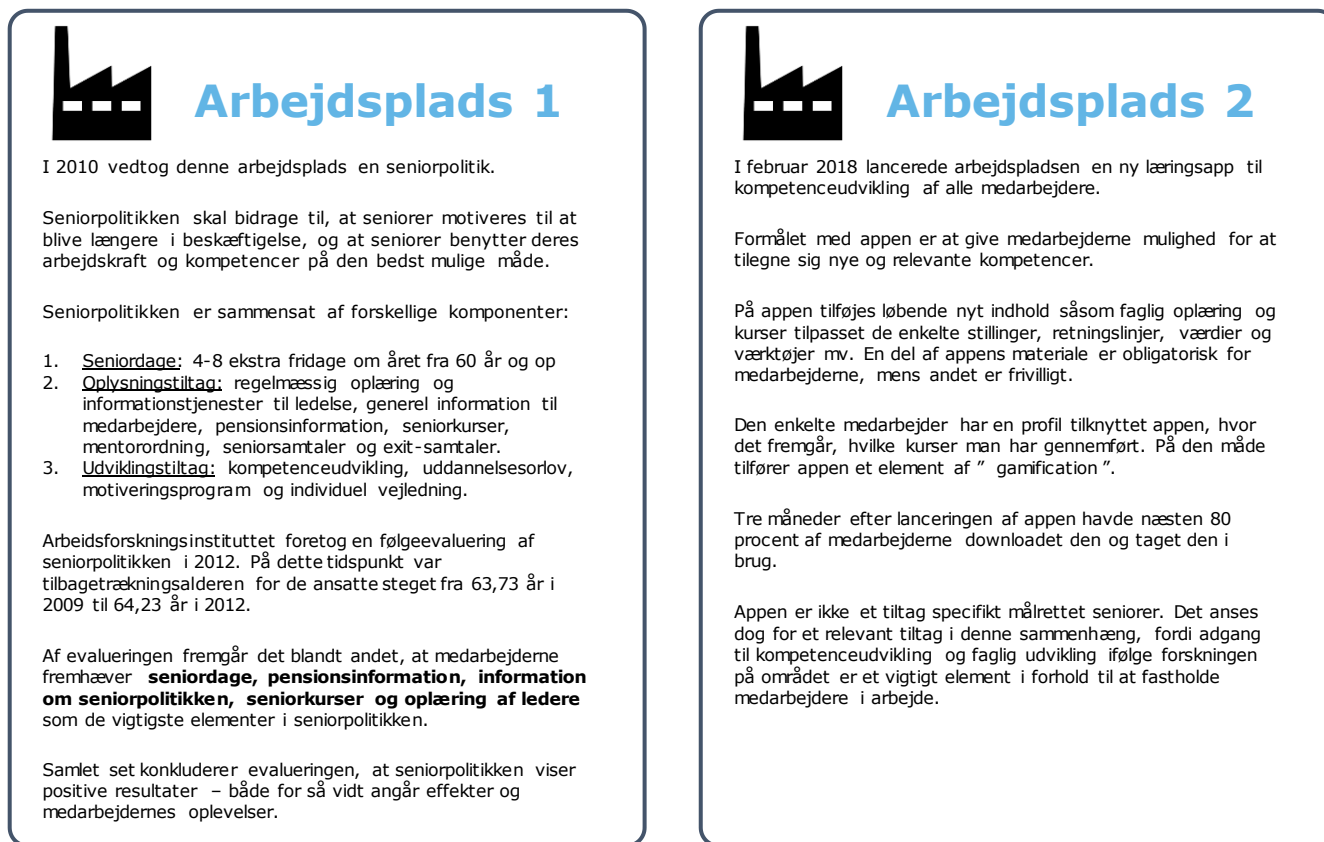 Arbejdsplads 1
I 2010 vedtog denne arbejdsplads en seniorpolitik.
Seniorpolitikken skal bidrage til, at seniorer motiveres til at
blive længere i beskæftigelse, og at seniorer benytter deres
arbejdskraft og kompetencer på den bedst mulige måde.
Seniorpolitikken er sammensat af forskellige komponenter:
1. Seniordage: 4-8 ekstra fridage om året fra 60 år og op
2. Oplysningstiltag: regelmæssig oplæring og
informationstjenester til ledelse, generel information til
medarbejdere, pensionsinformation, seniorkurser,
mentorordning, seniorsamtaler og exit-samtaler.
3. Udviklingstiltag: kompetenceudvikling, uddannelsesorlov,
motiveringsprogram og individuel vejledning.
Arbeidsforskningsinstituttet foretog en følgeevaluering af
seniorpolitikken i 2012. På dette tidspunkt var
tilbagetrækningsalderen for de ansatte steget fra 63,73 år i
2009 til 64,23 år i 2012.
Af evalueringen fremgår det blandt andet, at medarbejderne
fremhæver seniordage, pensionsinformation, information
om seniorpolitikken, seniorkurser og oplæring af ledere
som de vigtigste elementer i seniorpolitikken.
Samlet set konkluderer evalueringen, at seniorpolitikken viser
positive resultater – både for så vidt angår effekter og
medarbejdernes oplevelser.
Arbejdsplads 2
I februar 2018 lancerede arbejdspladsen en ny læringsapp til
kompetenceudvikling af alle medarbejdere.
Formålet med appen er at give medarbejderne mulighed for at
tilegne sig nye og relevante kompetencer.
På appen tilføjes løbende nyt indhold såsom faglig oplæring og
kurser tilpasset de enkelte stillinger, retningslinjer, værdier og
værktøjer mv. En del af appens materiale er obligatorisk for
medarbejderne, mens andet er frivilligt.
Den enkelte medarbejder har en profil tilknyttet appen, hvor
det fremgår, hvilke kurser man har gennemført. På den måde
tilfører appen et element af ” gamification ”.
Tre måneder efter lanceringen af appen havde næsten 80
procent af medarbejderne downloadet den og taget den i
brug.
Appen er ikke et tiltag specifikt målrettet seniorer. Det anses
dog for et relevant tiltag i denne sammenhæng, fordi adgang
til kompetenceudvikling og faglig udvikling ifølge forskningen
på området er et vigtigt element i forhold til at fastholde
medarbejdere i arbejde.